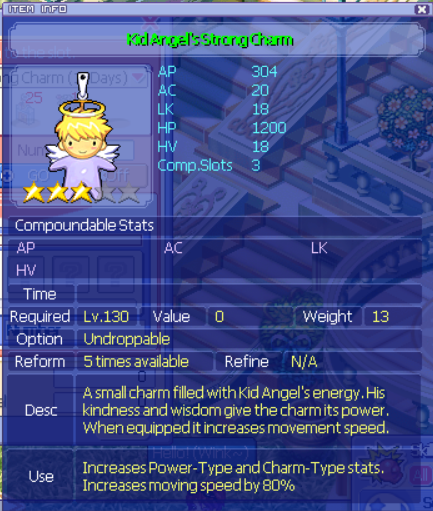 ITEM INFO
Kid Angel's Strong Charm
AP 304
AC 20
LK 18
HP 1200
HV 18
Comp.Slots 3
Compoundable Stats
AP AC LK
HV
Time
Required Lv.130 Value 0 Weight 13
Option Undroppable
Reform 5 times available Refine N/A
Desc
A small charm filled with Kid Angel's energy. His
kindness and wisdom give the charm its power.
When equipped it increases movement speed.
Use
Increases Power-Type and Charm-Type stats.
Increases moving speed by 80%